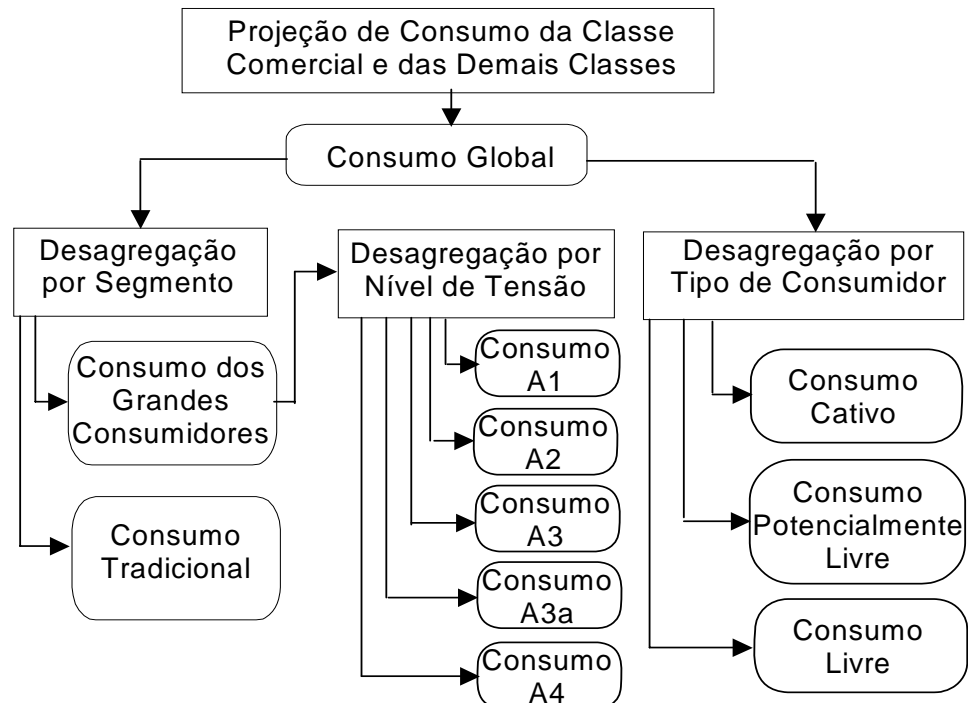 Projeção de Consumo da Classe
Comercial e das Demais Classes
Consumo Global
Desagregação
por Segmento
Consumo dos
Grandes
Consumidores
Consumo
Tradicional
Desagregação por
Nível de Tensão
Consumo
A1
Consumo
A2
Consumo
A3
Consumo
A3a
Consumo
A4
Desagregação por
Tipo de Consumidor
Consumo
Cativo
Consumo
Potencialmente
Livre
Consumo
Livre